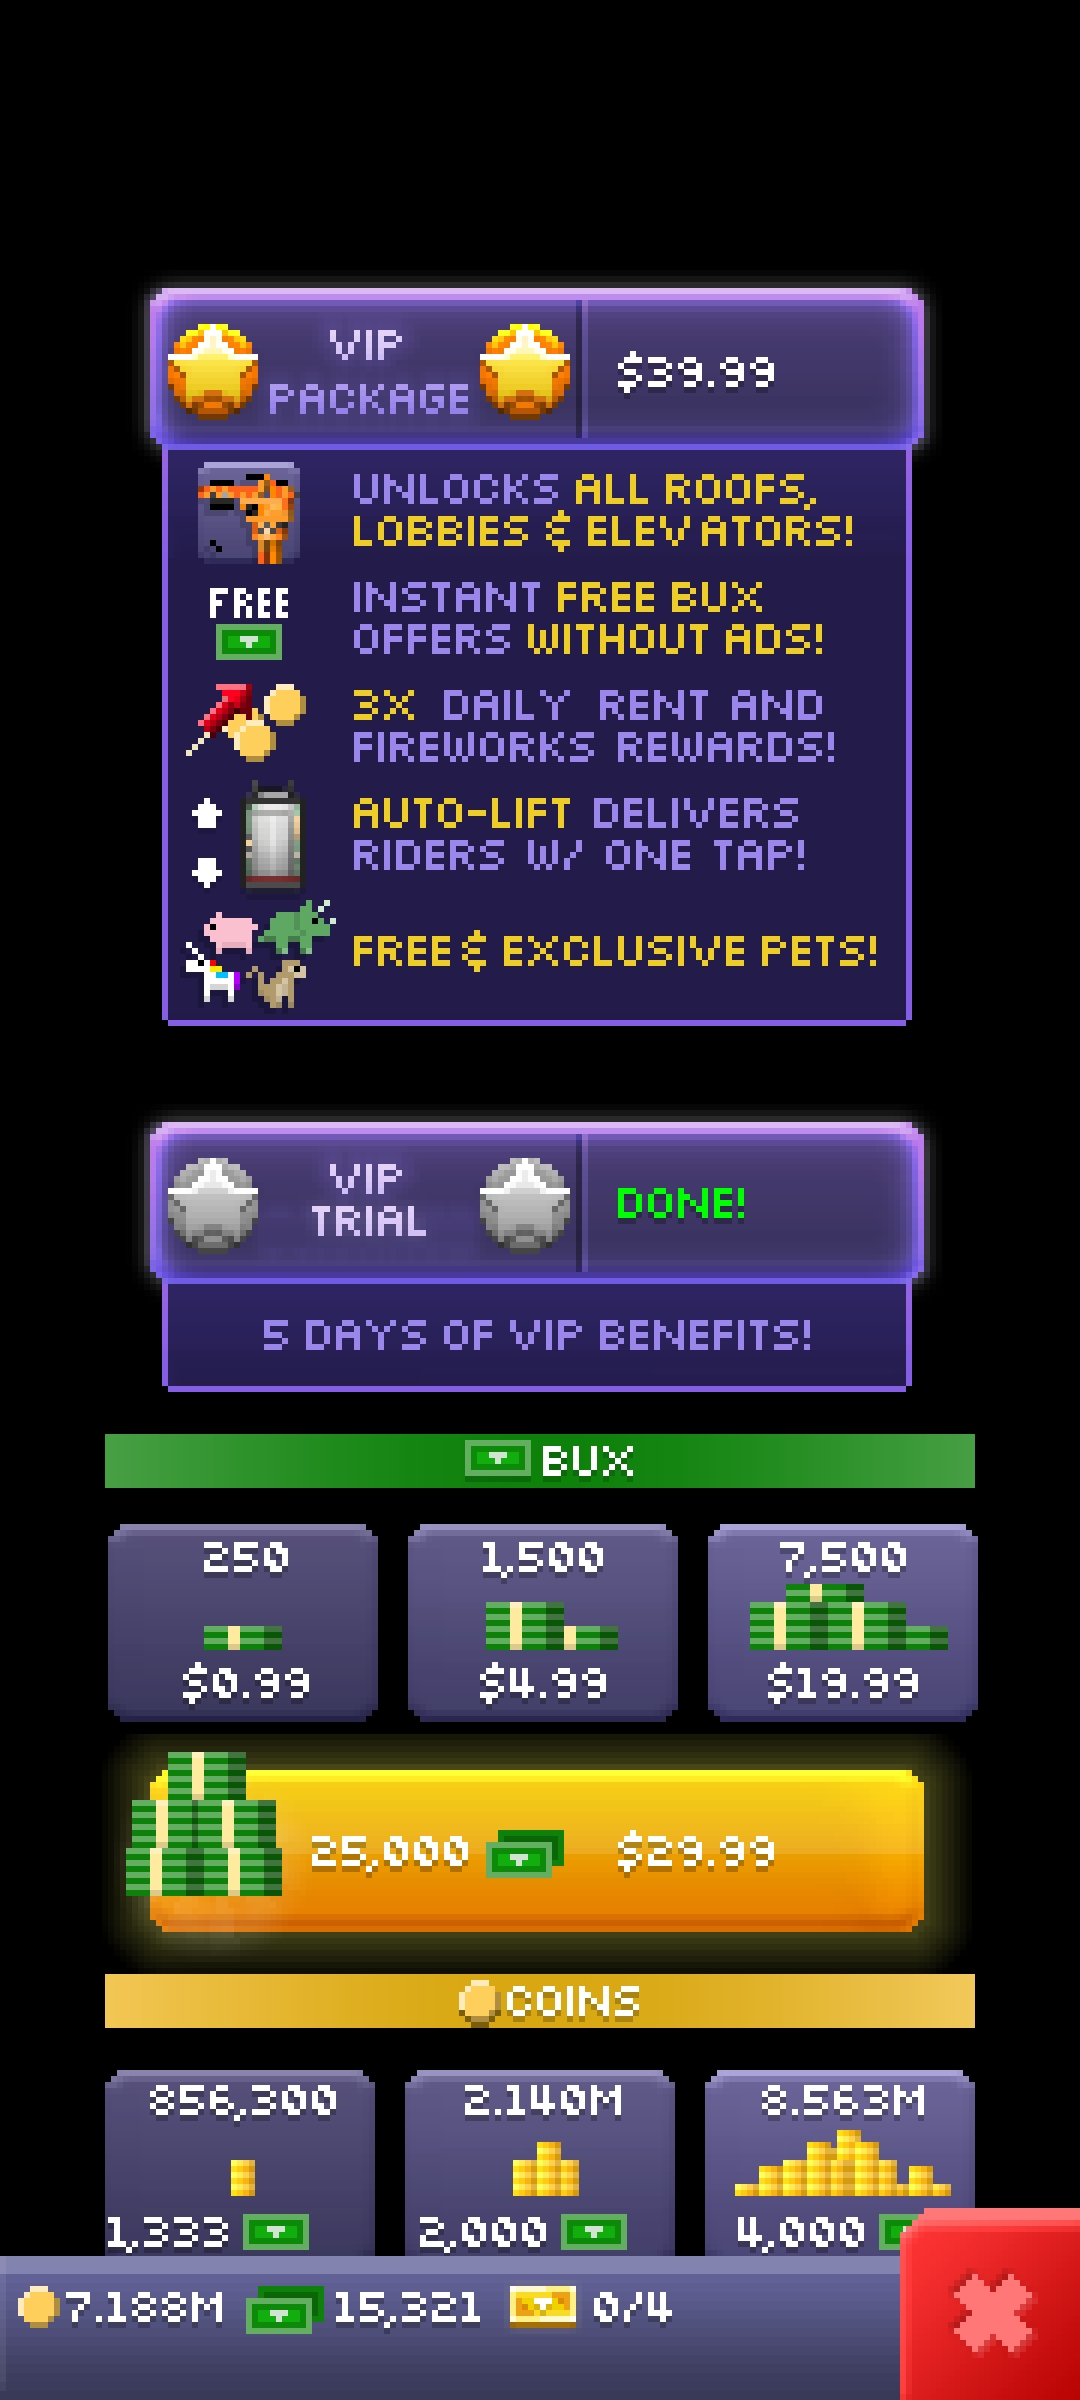 VIP
PACKAGE
$39.99
UNLOCKS ALL ROOFS,
LOBBIES & ELEVATORS!
FREE
INSTANT FREE BUX
OFFERS WITHOUT ADS!
3X DAILY RENT AND
FIREWORKS REWARDS!
AUTO-LIFT DELIVERS
RIDERS W/ ONE TAP!
FREE & EXCLUSIVE PETS!
VIP
TRIAL
DONE!
5 DAYS OF VIP BENEFITS!
BUX
250
$0.99
1,500
$4.99
7,500
$19.99
25,000
$29.99
COINS
856,300
1,333
2.140M
2,000
8.563M
4,000
7.188M
15,321
0/4